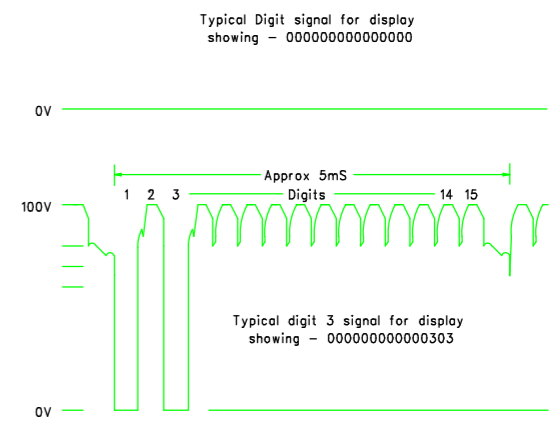 Typical Digit signal for display
showing - 000000000000000
0V
Approx 5mS
1 2 3 Digits 14 15
100V
Typical digit 3 signal for display
showing - 000000000000303
0V